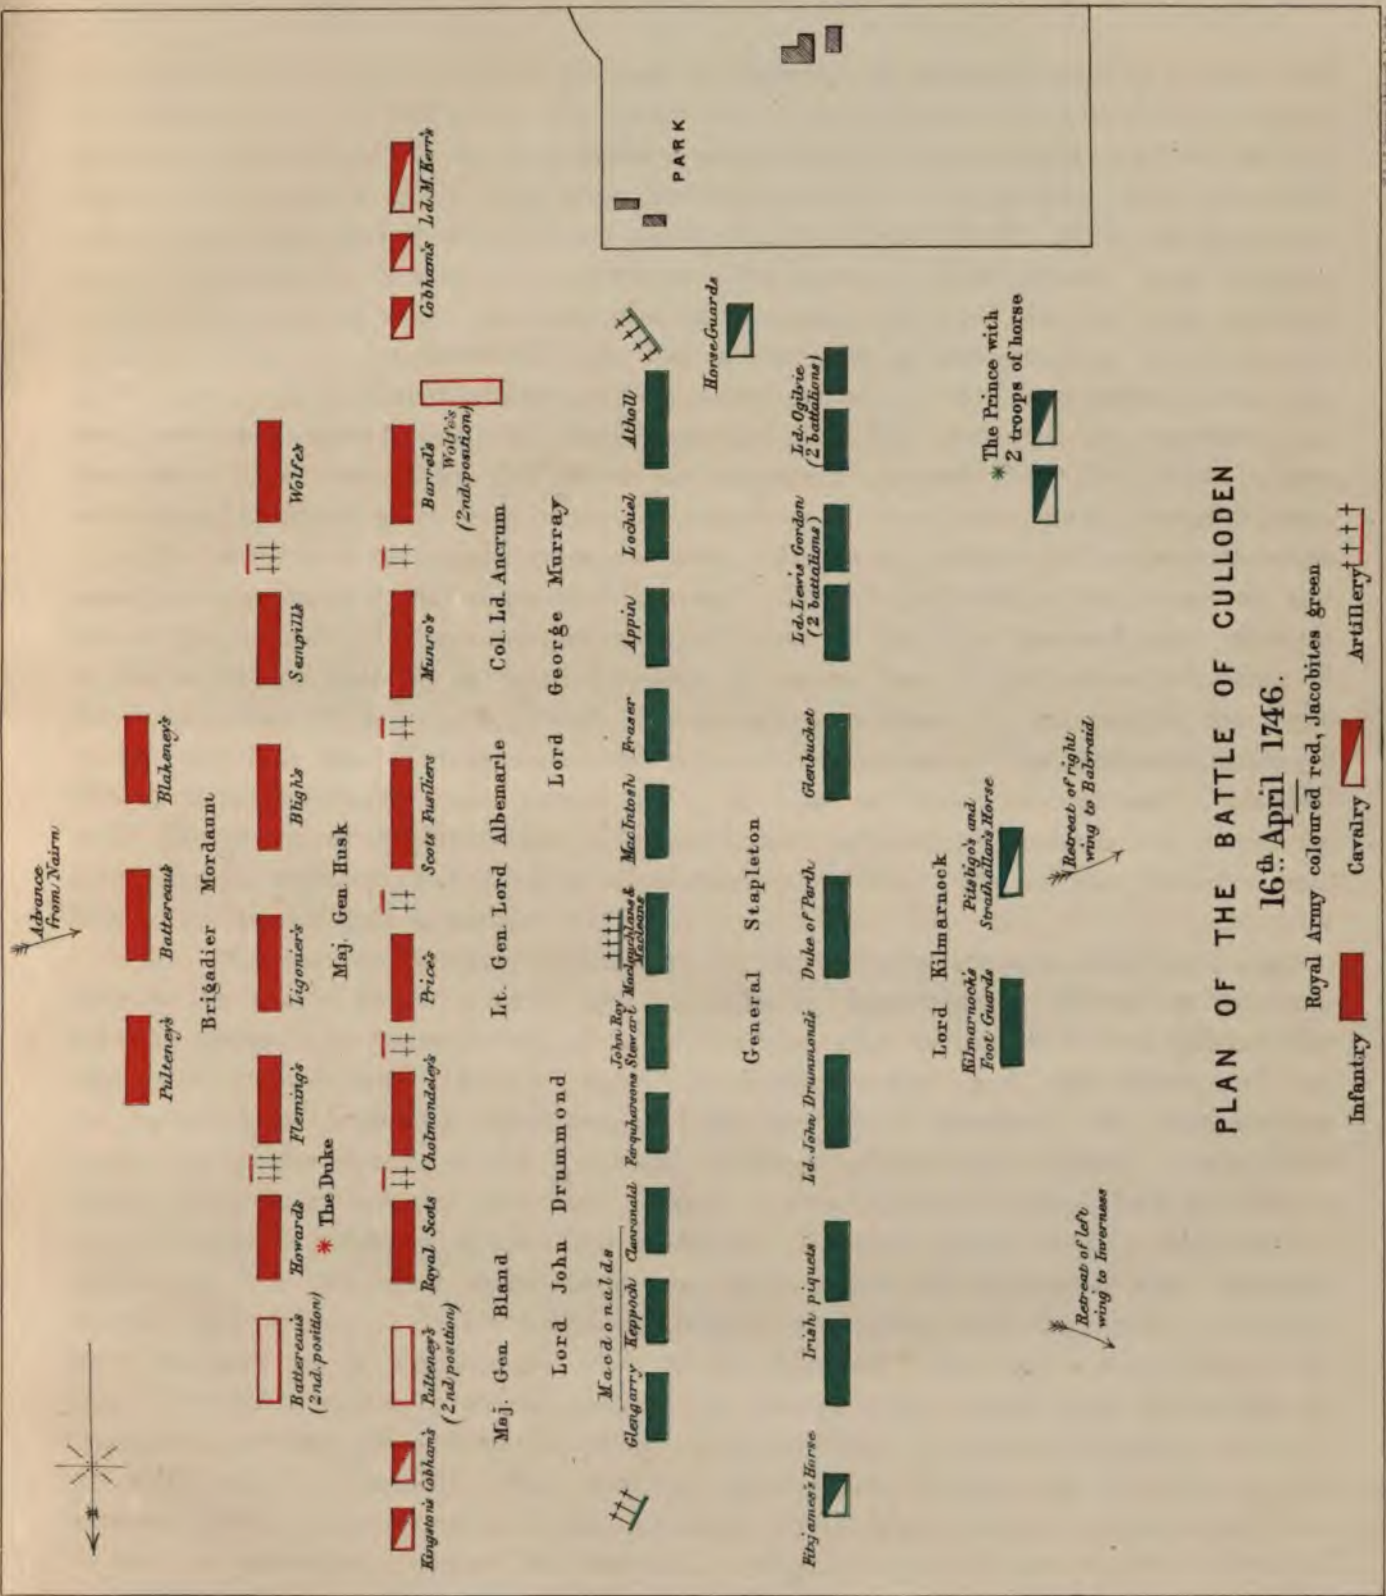 Advance
from Nairn
Pulteney's Battereau's Blakeney's
Brigadier Mordaunt
Battereau's
(2nd. position)
Howard's Fleming's Ligonier's Bligh's Sempill's Wolfe's
* The Duke
Maj. Gen. Husk
Kingston's Cobham's
Pulteney's
(2nd position)
Royal Scots Cholmondeley's Price's Scots Fusiliers Munro's Barrel's
Wolfe's
(2nd. position)
Cobham's Ld. M. Kerr's
Maj. Gen. Bland
Lt. Gen. Lord Albemarle
Col. Ld. Ancrum
Lord John Drummond
Lord George Murray
Macdonalds
Glengarry Keppoch Clanranald Farquharsons
John Roy
Stewart
Maclauchlans &
Macleans
MacIntosh Fraser Appin Lochiel Atholl
PARK
Horse Guards
General Stapleton
Fitzjames's Horse Irish piquets Ld. John Drummond's Duke of Perth Glenbucket
Ld. Lewis Gordon
(2 battalions)
Ld. Ogilvie
(2 battalions)
Lord Kilmarnock
Kilmarnock's
Foot Guards
Pitsligo's and
Strathallan's Horse
* The Prince with
2 troops of horse
Retreat of left
wing to Inverness
Retreat of right
wing to Balvraid
PLAN OF THE BATTLE OF CULLODEN
16th April 1746.
Royal Army coloured red, Jacobites green
Infantry Cavalry Artillery